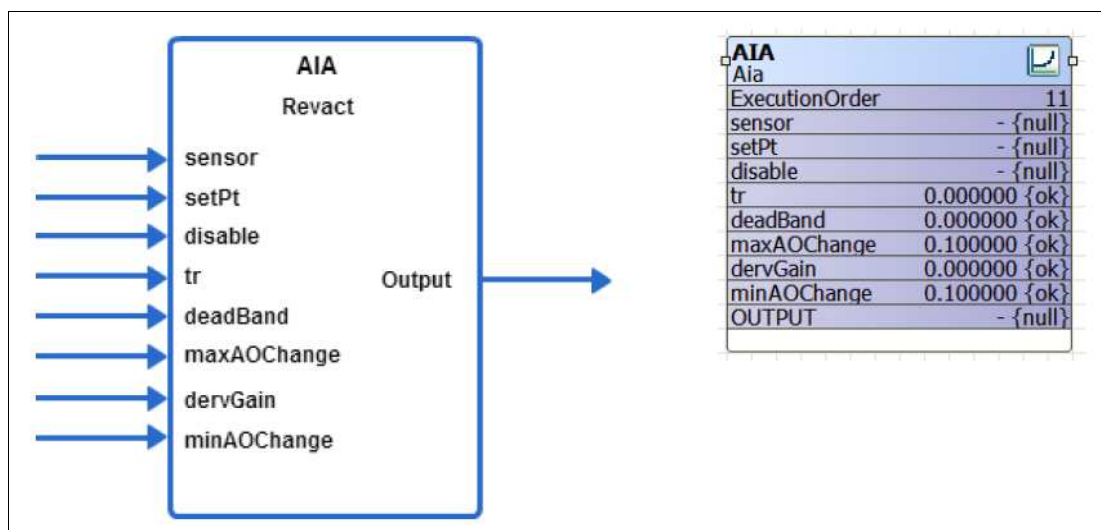 AIA
Revact
sensor
setPt
disable
tr
Output
deadBand
maxAOChange
dervGain
minAOChange
AIA
Aia
ExecutionOrder 11
sensor - {null}
setPt - {null}
disable - {null}
tr 0.000000 {ok}
deadBand 0.000000 {ok}
maxAOChange 0.100000 {ok}
dervGain 0.000000 {ok}
minAOChange 0.100000 {ok}
OUTPUT - {null}